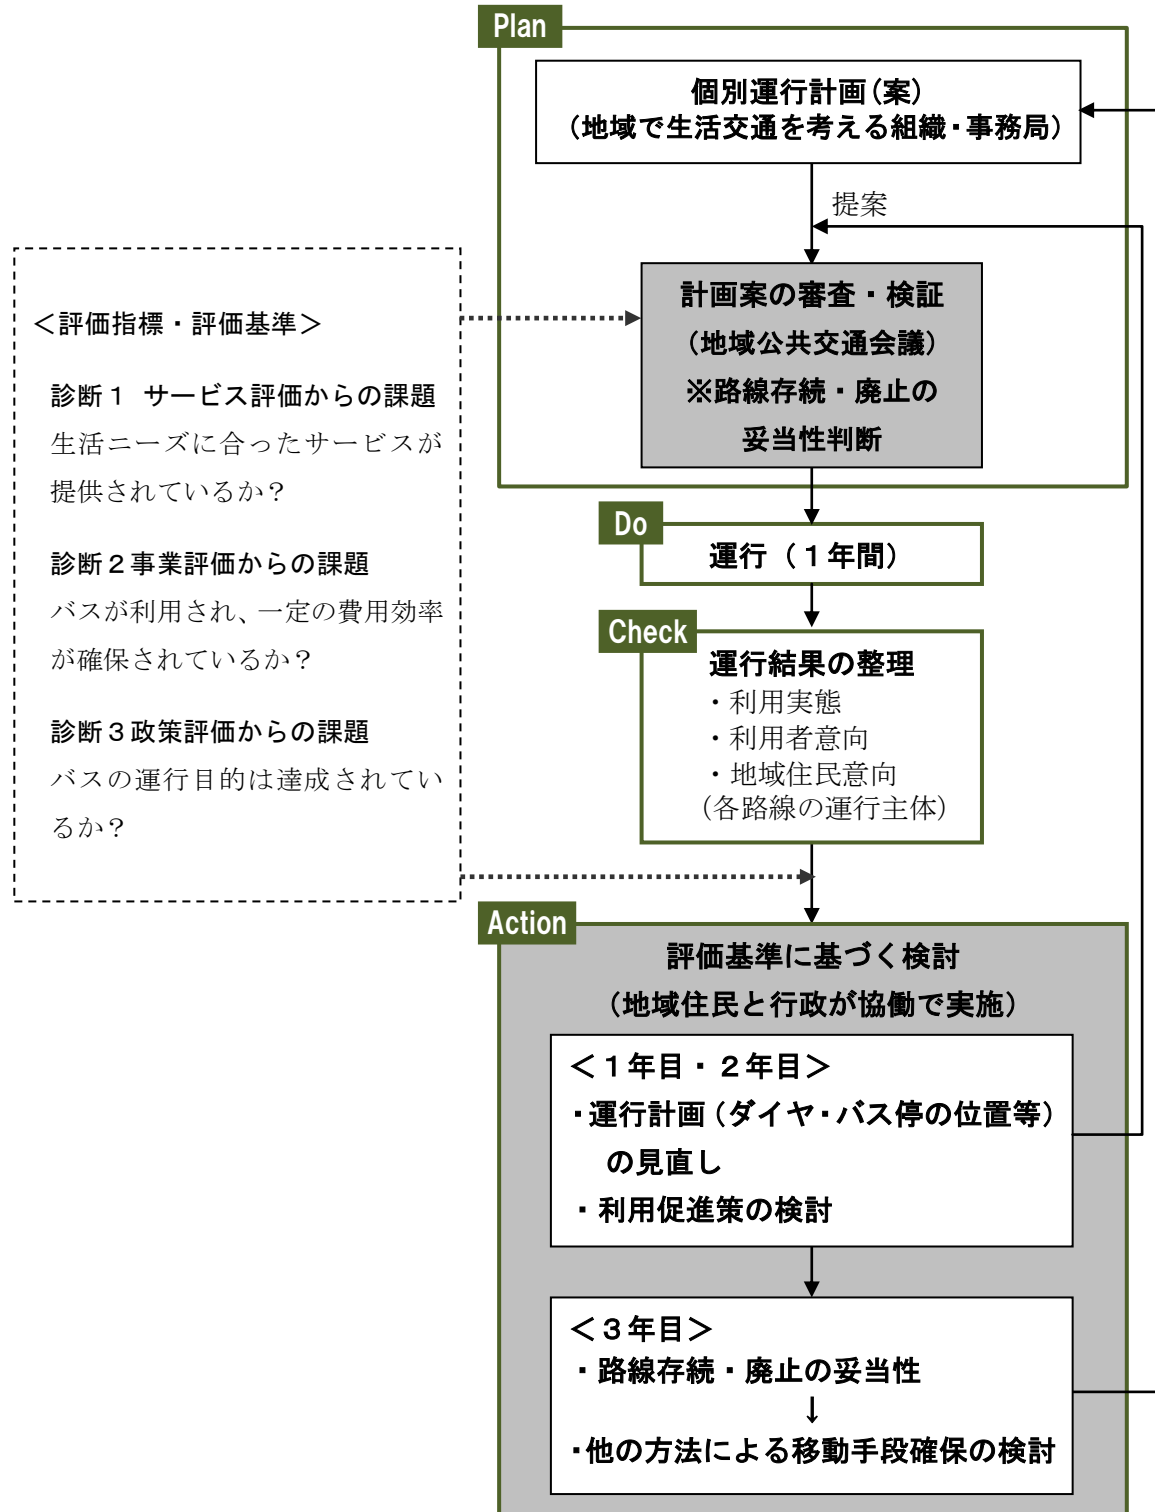 Plan
個別運行計画（案）
（地域で生活交通を考える組織・事務局）
提案
計画案の審査・検証
（地域公共交通会議）
※路線存続・廃止の
妥当性判断
＜評価指標・評価基準＞
診断１ サービス評価からの課題
生活ニーズに合ったサービスが
提供されているか？
診断２事業評価からの課題
バスが利用され、一定の費用効率
が確保されているか？
診断３政策評価からの課題
バスの運行目的は達成されてい
るか？
Do
運行（１年間）
Check
運行結果の整理
・利用実態
・利用者意向
・地域住民意向
（各路線の運行主体）
Action
評価基準に基づく検討
（地域住民と行政が協働で実施）
＜１年目・２年目＞
・運行計画（ダイヤ・バス停の位置等）
の見直し
・利用促進策の検討
＜３年目＞
・路線存続・廃止の妥当性
↓
・他の方法による移動手段確保の検討